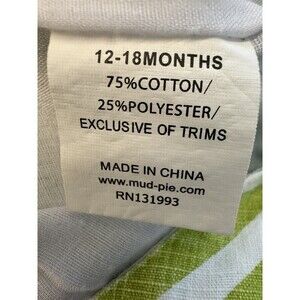 12-18MONTHS
75%COTTON/
25%POLYESTER/
EXCLUSIVE OF TRIMS
MADE IN CHINA
www.mud-pie.com
RN131993